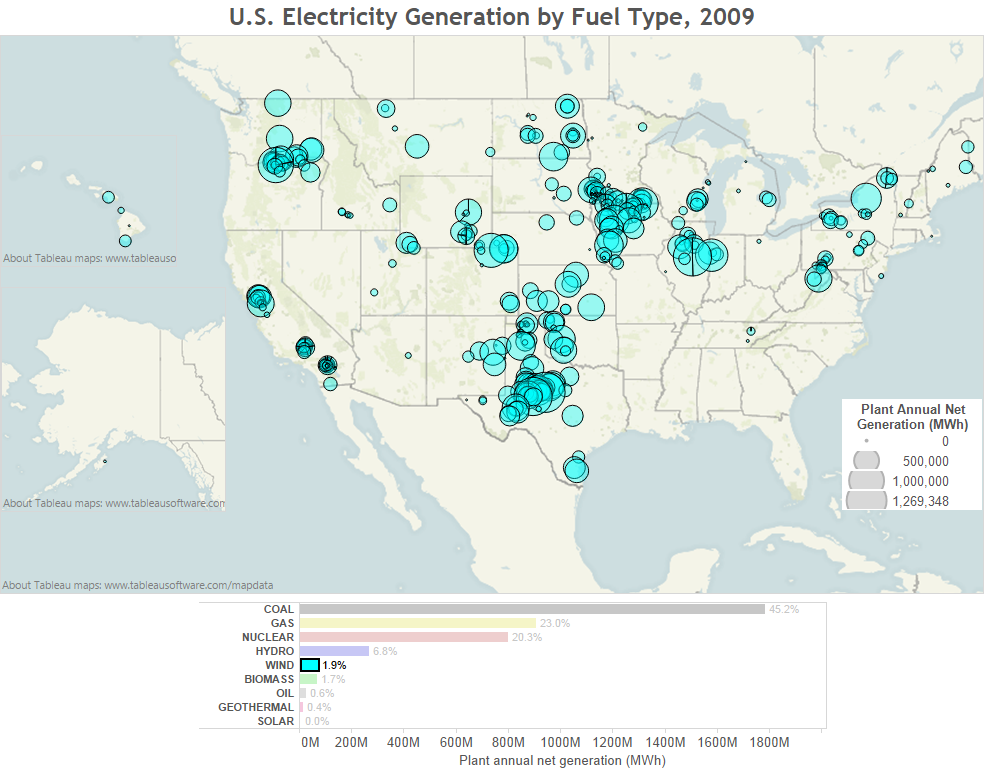 U.S. Electricity Generation by Fuel Type, 2009
About Tableau maps: www.tableauso
Plant Annual Net
Generation (MWh)
0
500,000
1,000,000
1,269,348
About Tableau maps: www.tableausoftware.com
About Tableau maps: www.tableausoftware.com/mapdata
COAL 45.2%
GAS 23.0%
NUCLEAR 20.3%
HYDRO 6.8%
WIND 1.9%
BIOMASS 1.7%
OIL 0.6%
GEOTHERMAL 0.4%
SOLAR 0.0%
0M 200M 400M 600M 800M 1000M 1200M 1400M 1600M 1800M
Plant annual net generation (MWh)